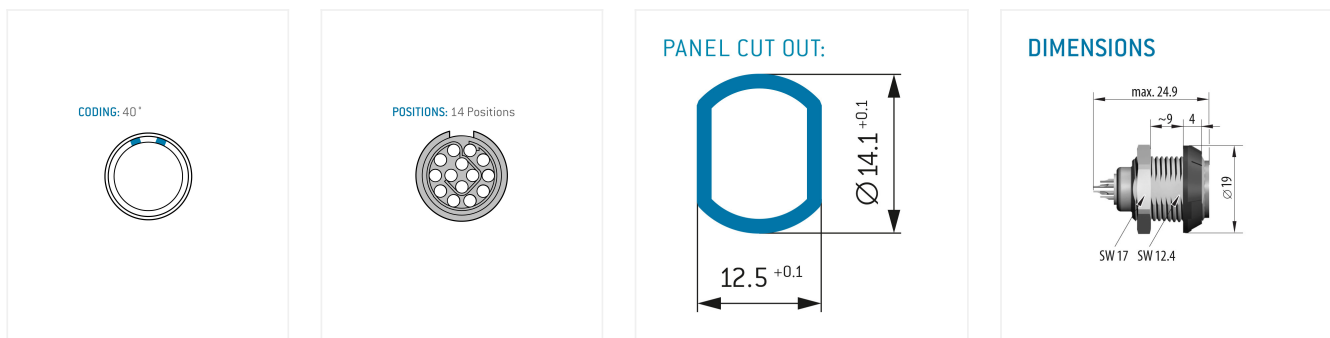 CODING: 40°
POSITIONS: 14 Positions
PANEL CUT OUT:
Ø14.1 +0.1
12.5 +0.1
DIMENSIONS
max. 24.9
~9
4
Ø19
SW 17
SW 12.4